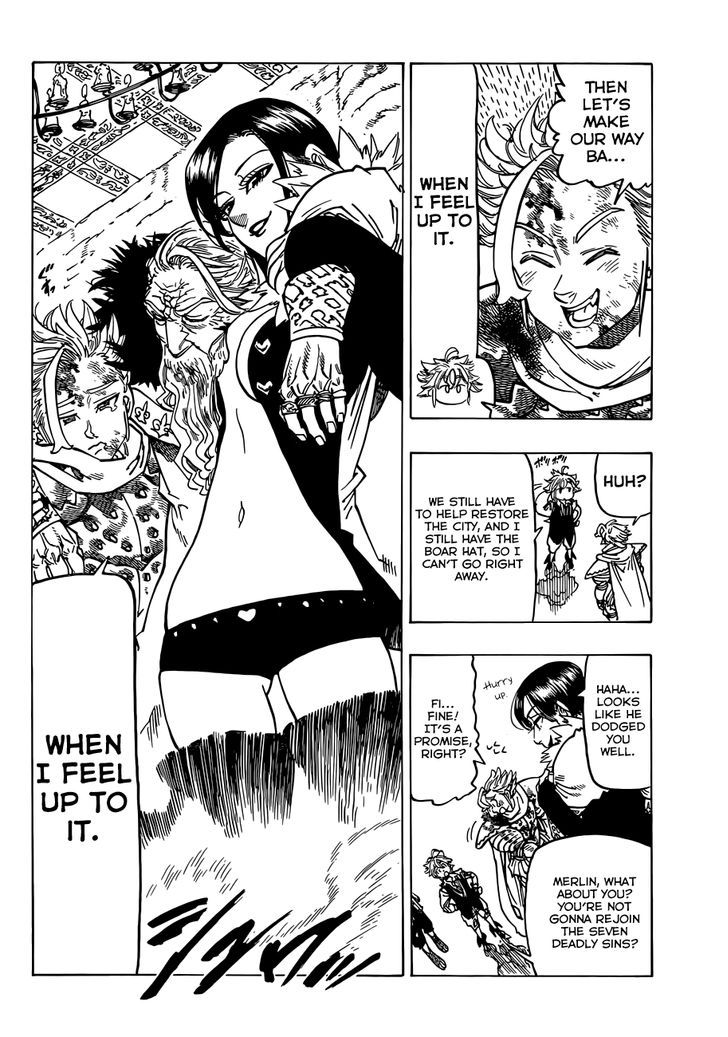 THEN
LET'S
MAKE
OUR WAY
BA...
WHEN
I FEEL
UP TO
IT.
HUH?
WE STILL HAVE
TO HELP RESTORE
THE CITY, AND I
STILL HAVE THE
BOAR HAT, SO I
CAN'T GO RIGHT
AWAY.
HAHA...
LOOKS
LIKE HE
DODGED
YOU
WELL.
Hurry
up.
FI...
FINE!
IT'S A
PROMISE,
RIGHT?
MERLIN, WHAT
ABOUT YOU?
YOU'RE NOT
GONNA REJOIN
THE SEVEN
DEADLY SINS?
WHEN
I FEEL
UP TO
IT.